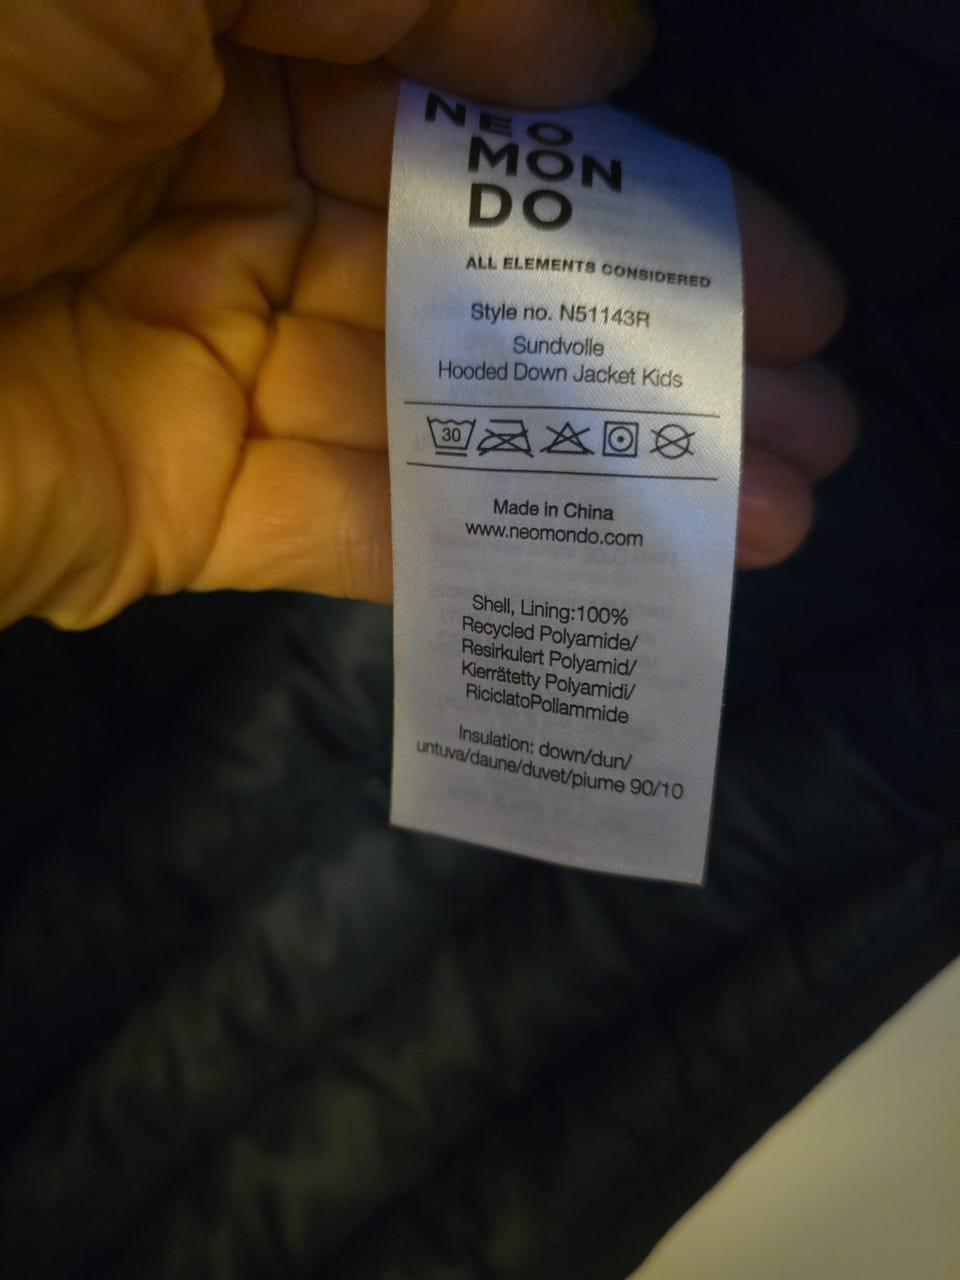 NEO
MON
DO
ALL ELEMENTS CONSIDERED
Style no. N51143R
Sundvolle
Hooded Down Jacket Kids
30
Made in China
www.neomondo.com
Shell, Lining:100%
Recycled Polyamide/
Resirkulert Polyamid/
Kierrätetty Polyamidi/
RiciclatoPoliammide
Insulation: down/dun/
untuva/daune/duvet/piume 90/10